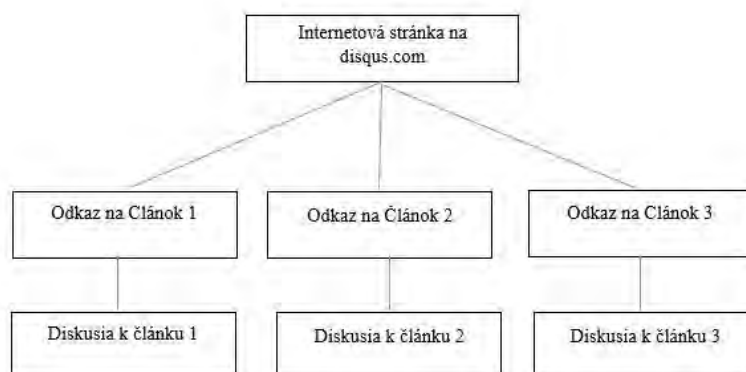 Internetová stránka na
disqus.com
Odkaz na Clánok 1
Odkaz na Článok 2
Odkaz na Clánok 3
Diskusia k článku 1
Diskusia k článku 2
Diskusia k článku 3